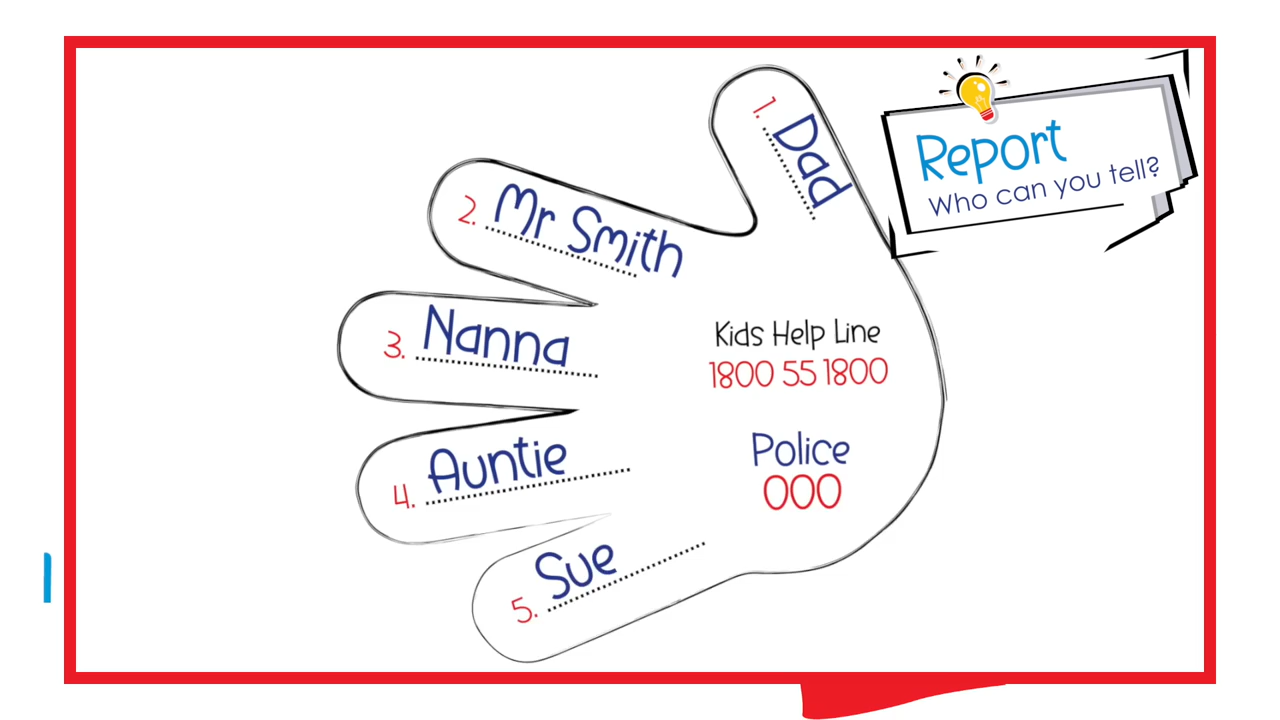 Report
Who can you tell?
1. Dad
2. Mr Smith
3. Nanna
4. Auntie
5. Sue
Kids Help Line
1800 55 1800
Police
000